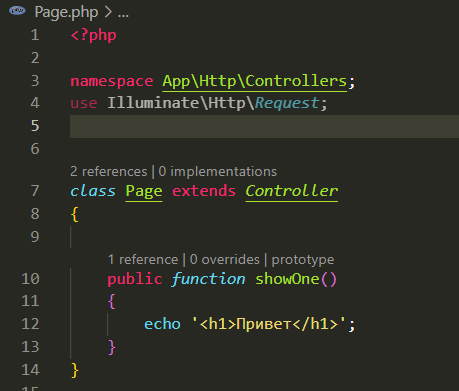 Page.php > ...
1 <?php
2
3 namespace App\Http\Controllers;
4 use Illuminate\Http\Request;
5
6
2 references | 0 implementations
7 class Page extends Controller
8 {
9
1 reference | 0 overrides | prototype
10 public function showOne()
11 {
12 echo '<h1>Привет</h1>';
13 }
14 }